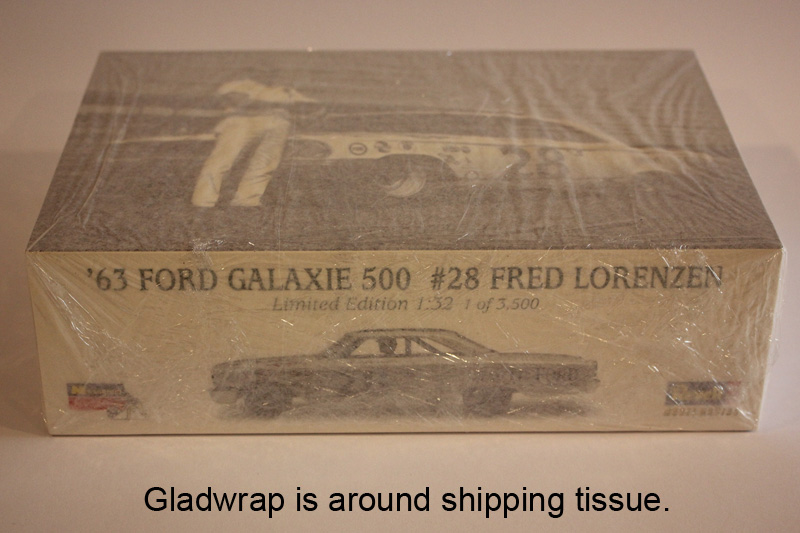 '63 FORD GALAXIE 500 #28 FRED LORENZEN
Limited Edition 1:32 1 of 3,500
28
Gladwrap is around shipping tissue.